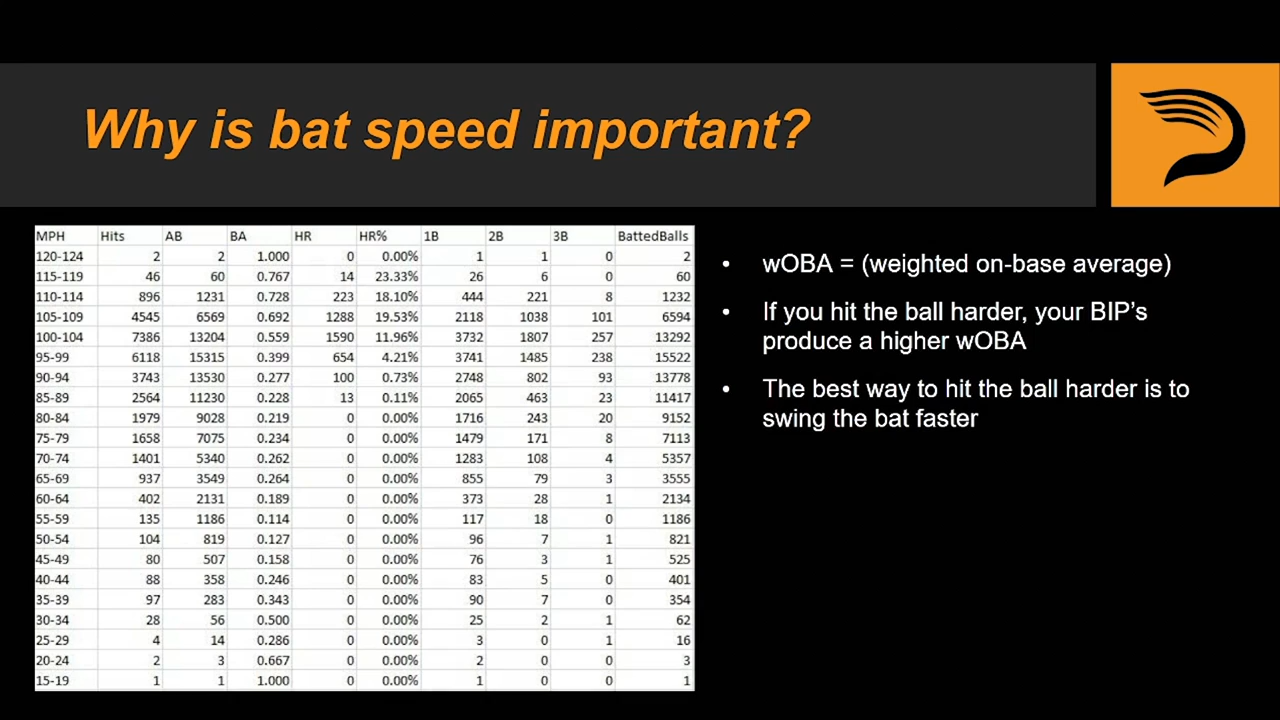 Why is bat speed important?
MPH Hits AB BA HR HR% 1B 2B 3B BattedBalls
120-124 2 2 1.000 0 0.00% 1 1 0 2
115-119 46 60 0.767 14 23.33% 26 6 0 60
110-114 896 1231 0.728 223 18.10% 444 221 8 1232
105-109 4545 6569 0.692 1288 19.53% 2118 1038 101 6594
100-104 7386 13204 0.559 1590 11.96% 3732 1807 257 13292
95-99 6118 15315 0.399 654 4.21% 3741 1485 238 15522
90-94 3743 13530 0.277 100 0.73% 2748 802 93 13778
85-89 2564 11230 0.228 13 0.11% 2065 463 23 11417
80-84 1979 9028 0.219 0 0.00% 1716 243 20 9152
75-79 1658 7075 0.234 0 0.00% 1479 171 8 7113
70-74 1401 5340 0.262 0 0.00% 1283 108 4 5357
65-69 937 3549 0.264 0 0.00% 855 79 3 3555
60-64 402 2131 0.189 0 0.00% 373 28 1 2134
55-59 135 1186 0.114 0 0.00% 117 18 0 1186
50-54 104 819 0.127 0 0.00% 96 7 1 821
45-49 80 507 0.158 0 0.00% 76 3 1 525
40-44 88 358 0.246 0 0.00% 83 5 0 401
35-39 97 283 0.343 0 0.00% 90 7 0 354
30-34 28 56 0.500 0 0.00% 25 2 1 62
25-29 4 14 0.286 0 0.00% 3 0 1 16
20-24 2 3 0.667 0 0.00% 2 0 0 3
15-19 1 1 1.000 0 0.00% 1 0 0 1
• wOBA = (weighted on-base average)
• If you hit the ball harder, your BIP’s
produce a higher wOBA
• The best way to hit the ball harder is to
swing the bat faster